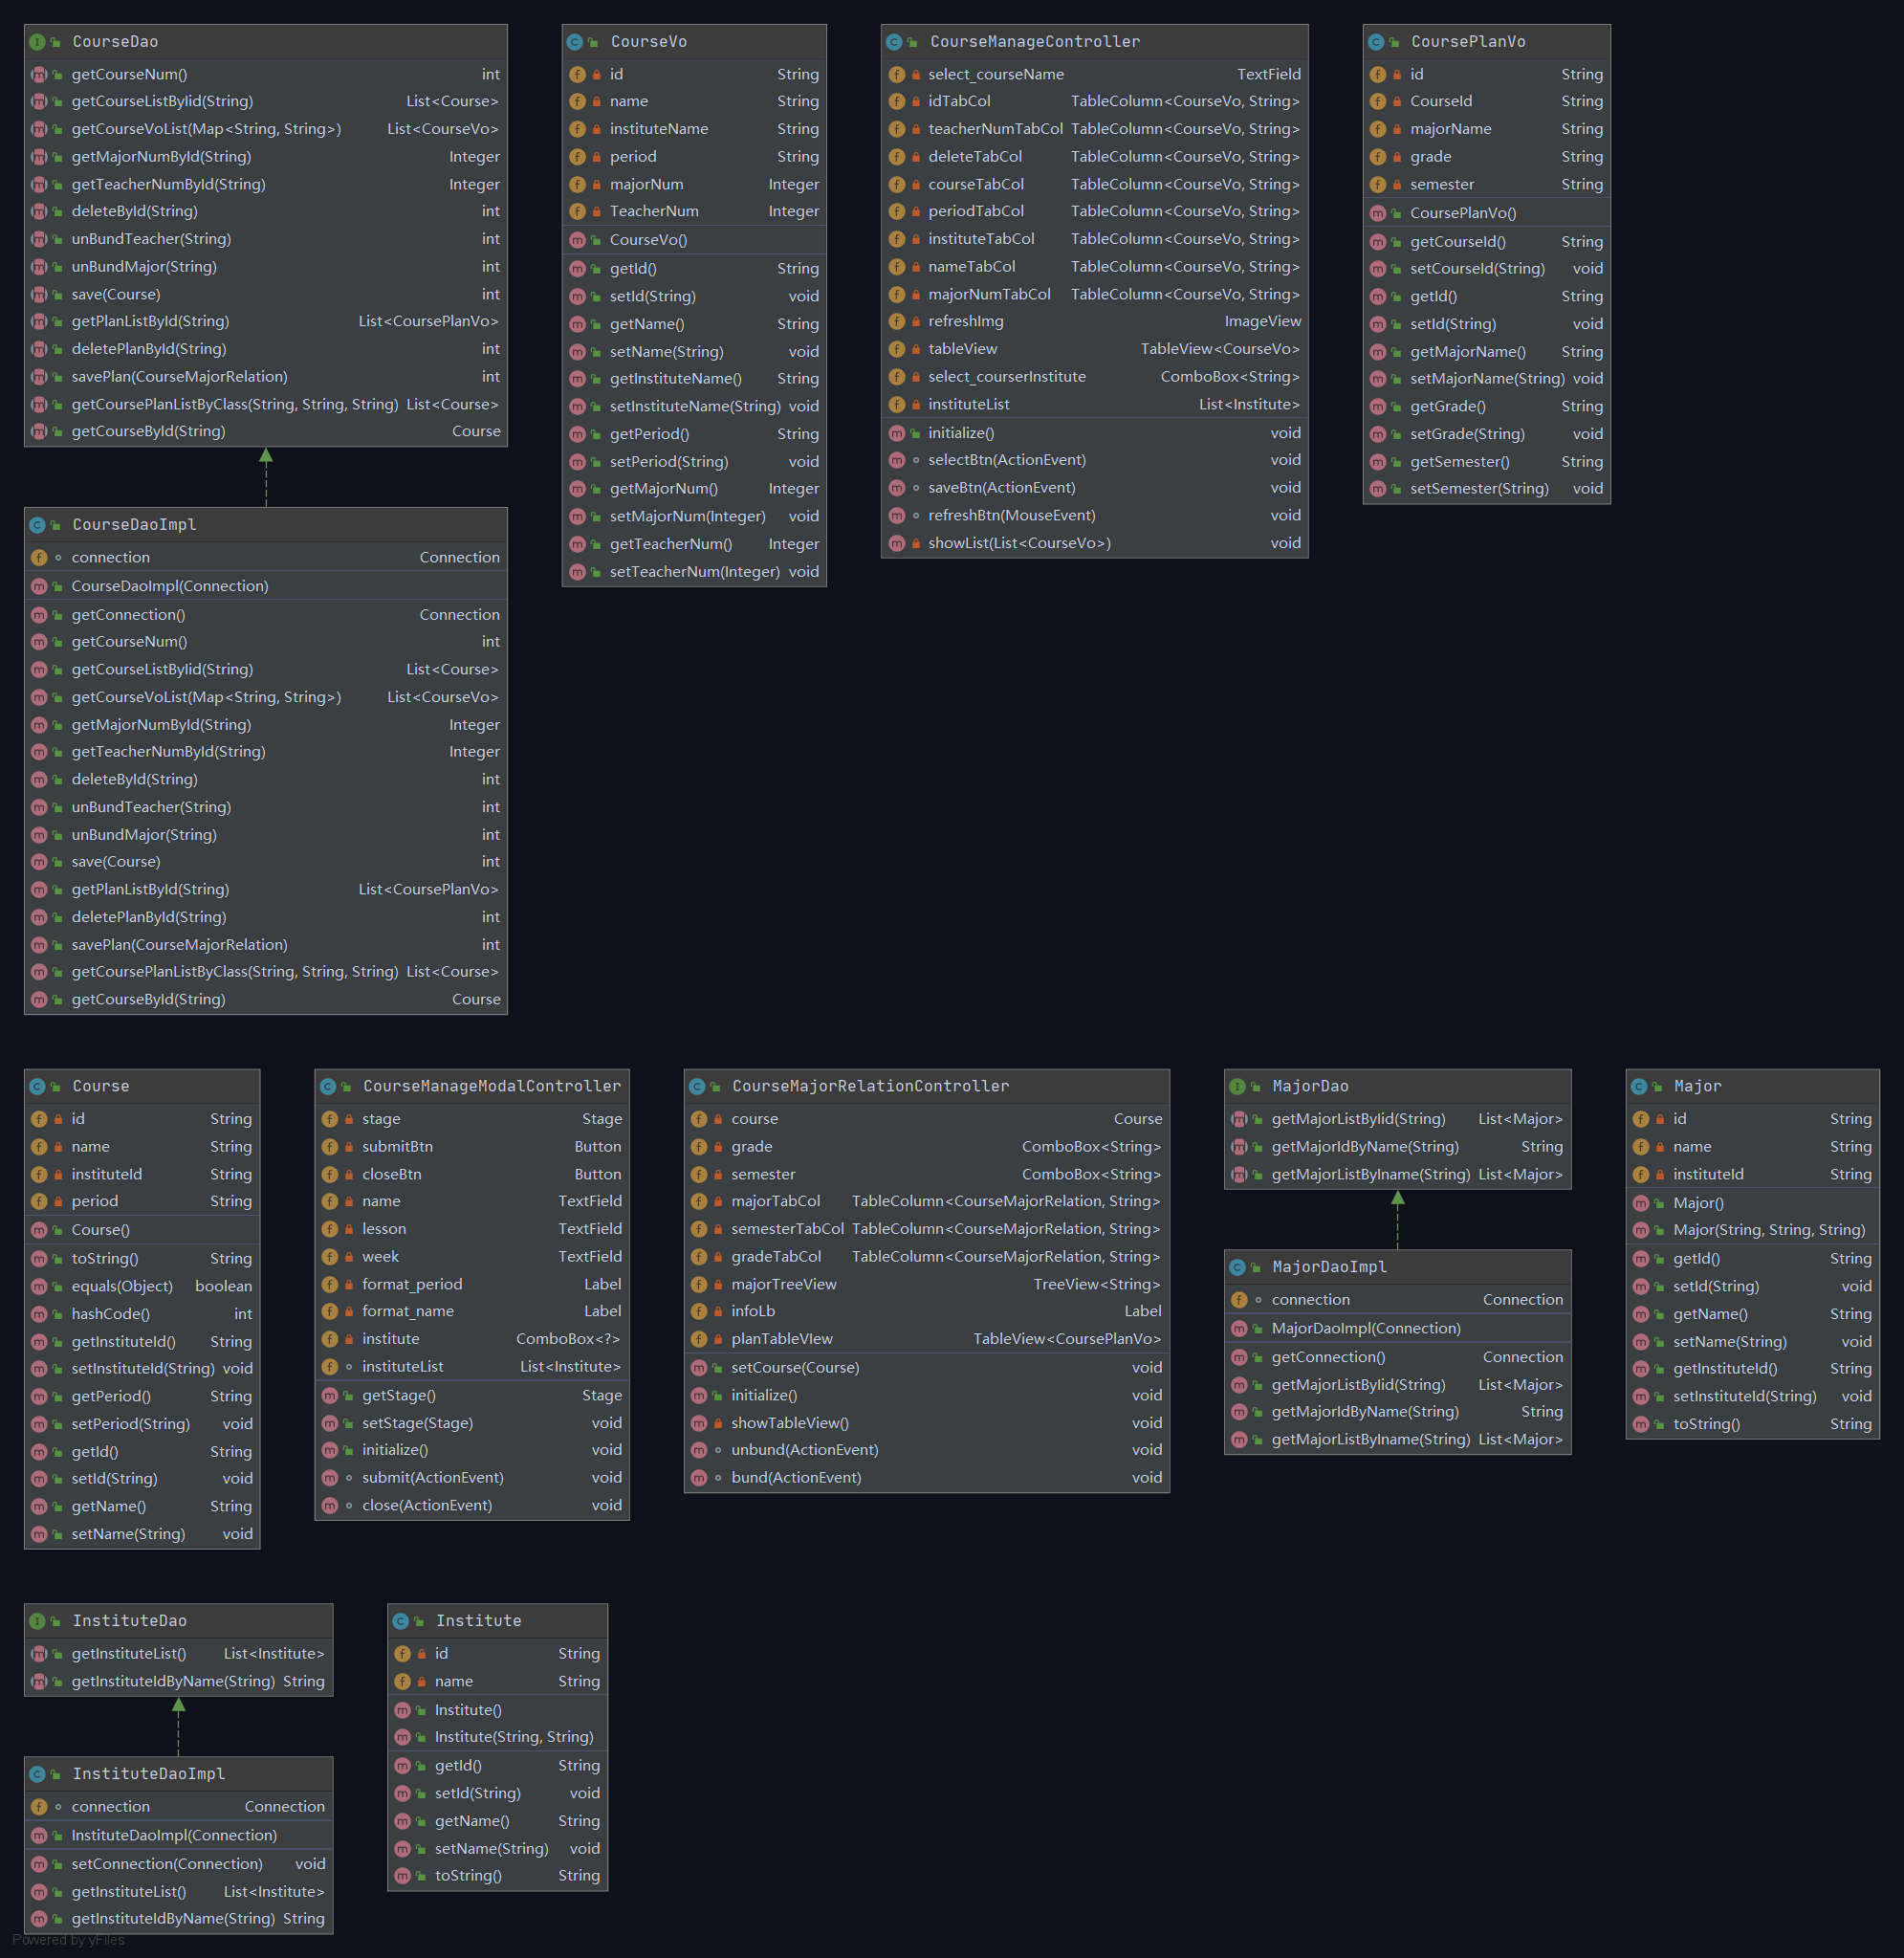 CourseDao
getCourseNum() int
getCourseListByIid(String) List<Course>
getCourseVoList(Map<String, String>) List<CourseVo>
getMajorNumById(String) Integer
getTeacherNumById(String) Integer
deleteById(String) int
unBundTeacher(String) int
unBundMajor(String) int
save(Course) int
getPlanListById(String) List<CoursePlanVo>
deletePlanById(String) int
savePlan(CourseMajorRelation) int
getCoursePlanListByClass(String, String, String) List<Course>
getCourseById(String) Course
CourseDaoImpl
connection Connection
CourseDaoImpl(Connection)
getConnection() Connection
getCourseNum() int
getCourseListByIid(String) List<Course>
getCourseVoList(Map<String, String>) List<CourseVo>
getMajorNumById(String) Integer
getTeacherNumById(String) Integer
deleteById(String) int
unBundTeacher(String) int
unBundMajor(String) int
save(Course) int
getPlanListById(String) List<CoursePlanVo>
deletePlanById(String) int
savePlan(CourseMajorRelation) int
getCoursePlanListByClass(String, String, String) List<Course>
getCourseById(String) Course
CourseVo
id String
name String
instituteName String
period String
majorNum Integer
TeacherNum Integer
CourseVo()
getId() String
setId(String) void
getName() String
setName(String) void
getInstituteName() String
setInstituteName(String) void
getPeriod() String
setPeriod(String) void
getMajorNum() Integer
setMajorNum(Integer) void
getTeacherNum() Integer
setTeacherNum(Integer) void
CourseManageController
select_courseName TextField
idTabCol TableColumn<CourseVo, String>
teacherNumTabCol TableColumn<CourseVo, String>
deleteTabCol TableColumn<CourseVo, String>
courseTabCol TableColumn<CourseVo, String>
periodTabCol TableColumn<CourseVo, String>
instituteTabCol TableColumn<CourseVo, String>
nameTabCol TableColumn<CourseVo, String>
majorNumTabCol TableColumn<CourseVo, String>
refreshImg ImageView
tableView TableView<CourseVo>
select_courserInstitute ComboBox<String>
instituteList List<Institute>
initialize() void
selectBtn(ActionEvent) void
saveBtn(ActionEvent) void
refreshBtn(MouseEvent) void
showList(List<CourseVo>) void
CoursePlanVo
id String
CourseId String
majorName String
grade String
semester String
CoursePlanVo()
getCourseId() String
setCourseId(String) void
getId() String
setId(String) void
getMajorName() String
setMajorName(String) void
getGrade() String
setGrade(String) void
getSemester() String
setSemester(String) void
Course
id String
name String
instituteId String
period String
Course()
toString() String
equals(Object) boolean
hashCode() int
getInstituteId() String
setInstituteId(String) void
getPeriod() String
setPeriod(String) void
getId() String
setId(String) void
getName() String
setName(String) void
CourseManageModalController
stage Stage
submitBtn Button
closeBtn Button
name TextField
lesson TextField
week TextField
format_period Label
format_name Label
institute ComboBox<?>
instituteList List<Institute>
getStage() Stage
setStage(Stage) void
initialize() void
submit(ActionEvent) void
close(ActionEvent) void
CourseMajorRelationController
course Course
grade ComboBox<String>
semester ComboBox<String>
majorTabCol TableColumn<CourseMajorRelation, String>
semesterTabCol TableColumn<CourseMajorRelation, String>
gradeTabCol TableColumn<CourseMajorRelation, String>
majorTreeView TreeView<String>
infoLb Label
planTableVIew TableView<CoursePlanVo>
setCourse(Course) void
initialize() void
showTableView() void
unbund(ActionEvent) void
bund(ActionEvent) void
MajorDao
getMajorListByIid(String) List<Major>
getMajorIdByName(String) String
getMajorListByIname(String) List<Major>
MajorDaoImpl
connection Connection
MajorDaoImpl(Connection)
getConnection() Connection
getMajorListByIid(String) List<Major>
getMajorIdByName(String) String
getMajorListByIname(String) List<Major>
Major
id String
name String
instituteId String
Major()
Major(String, String, String)
getId() String
setId(String) void
getName() String
setName(String) void
getInstituteId() String
setInstituteId(String) void
toString() String
InstituteDao
getInstituteList() List<Institute>
getInstituteIdByName(String) String
InstituteDaoImpl
connection Connection
InstituteDaoImpl(Connection)
setConnection(Connection) void
getInstituteList() List<Institute>
getInstituteIdByName(String) String
Institute
id String
name String
Institute()
Institute(String, String)
getId() String
setId(String) void
getName() String
setName(String) void
toString() String
Powered by yFiles